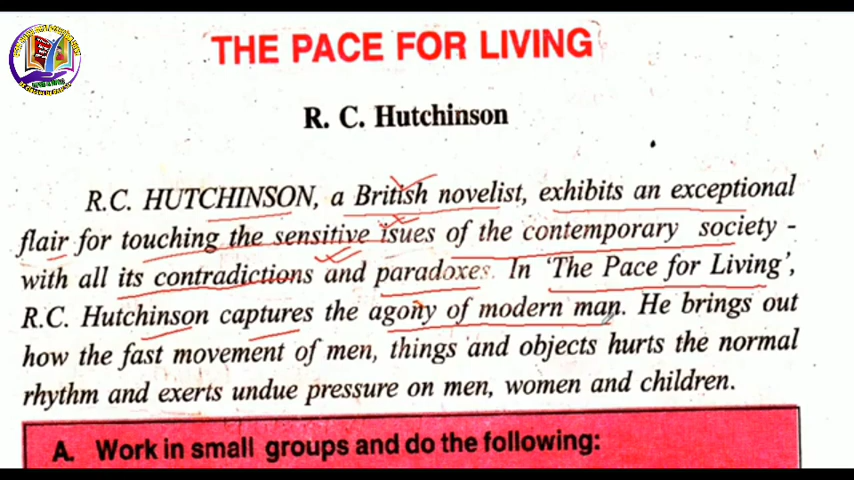 THE PACE FOR LIVING
R. C. Hutchinson
R.C. HUTCHINSON, a British novelist, exhibits an exceptional
flair for touching the sensitive isues of the contemporary society -
with all its contradictions and paradoxes. In 'The Pace for Living',
R.C. Hutchinson captures the agony of modern man. He brings out
how the fast movement of men, things and objects hurts the normal
rhythm and exerts undue pressure on men, women and children.
A. Work in small groups and do the following: